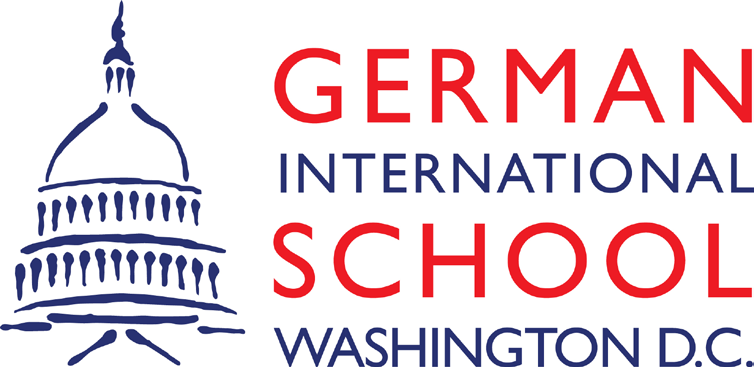 GERMAN
INTERNATIONAL
SCHOOL
WASHINGTON D.C.